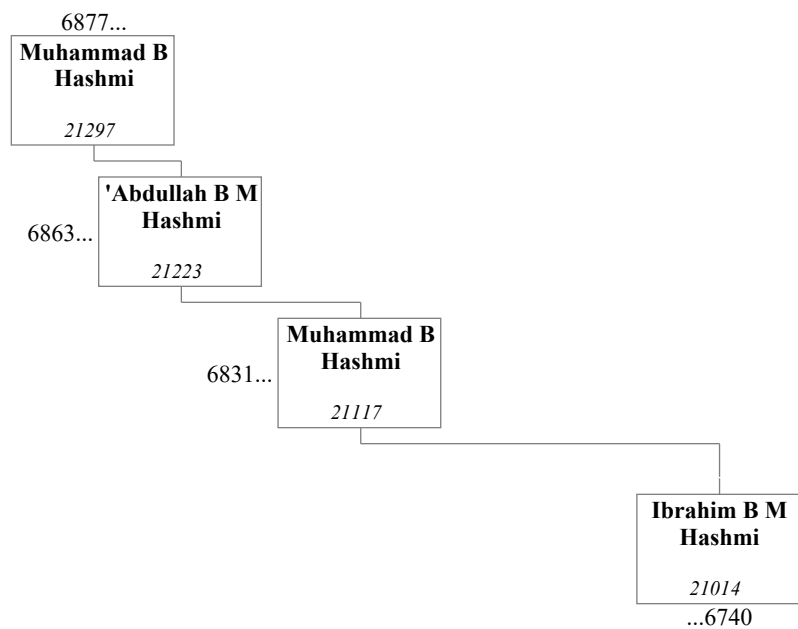 6877...
Muhammad B
Hashmi
21297
'Abdullah B M
Hashmi
6863...
21223
Muhammad B
Hashmi
6831...
21117
Ibrahim B M
Hashmi
21014
...6740